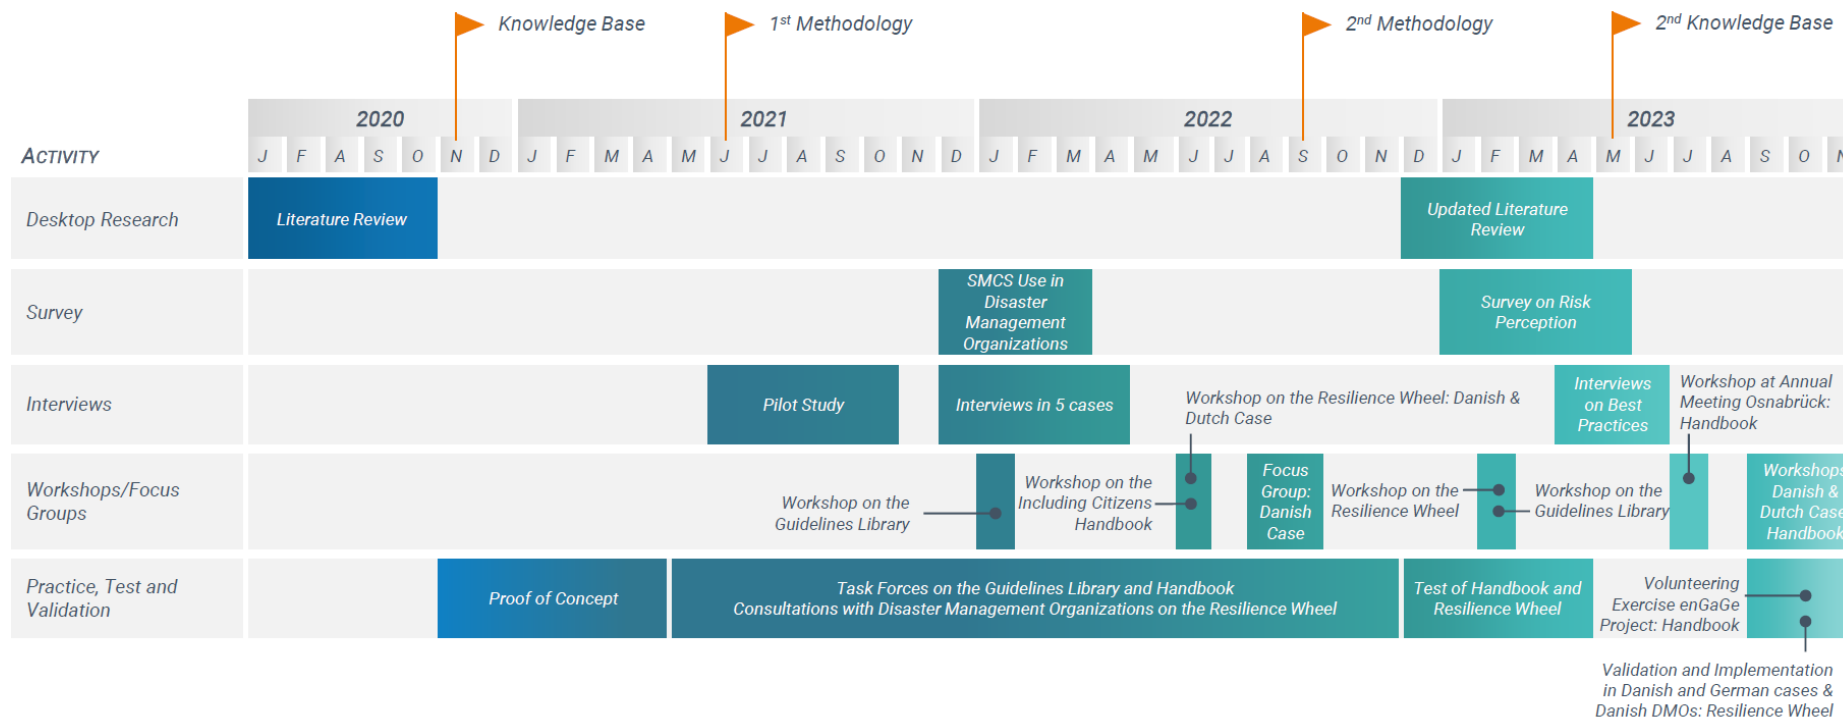 Knowledge Base
1st Methodology
2nd Methodology
2nd Knowledge Base
2020
2021
2022
2023
ACTIVITY
J F A S O N D J F M A M J J A S O N D J F M A M J J A S O N D J F M A M J J A S O N
Desktop Research
Literature Review
Updated Literature
Review
Survey
SMCS Use in
Disaster
Management
Organizations
Survey on Risk
Perception
Interviews
Pilot Study
Interviews in 5 cases
Workshop on the Resilience Wheel: Danish &
Dutch Case
Interviews
on Best
Practices
Workshop at Annual
Meeting Osnabrück:
Handbook
Workshops/Focus
Groups
Workshop on the
Guidelines Library
Workshop on the
Including Citizens
Handbook
Focus
Group:
Danish
Case
Workshop on the
Resilience Wheel
Workshop on the
Guidelines Library
Workshops
Danish &
Dutch Case
Handbook
Practice, Test and
Validation
Proof of Concept
Task Forces on the Guidelines Library and Handbook
Consultations with Disaster Management Organizations on the Resilience Wheel
Test of Handbook and
Resilience Wheel
Volunteering
Exercise enGaGe
Project: Handbook
Validation and Implementation
in Danish and German cases &
Danish DMOs: Resilience Wheel